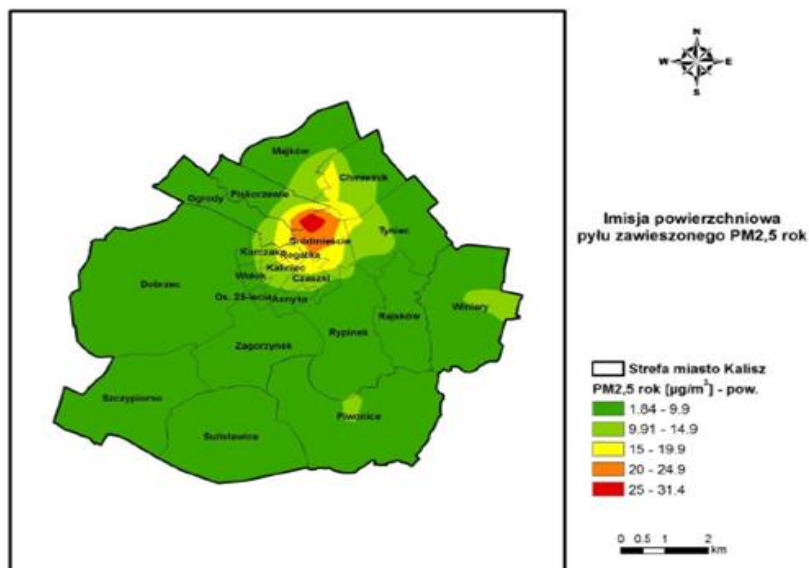 N
W E
S
Imisja powierzchniowa
pyłu zawieszonego PM2,5 rok
Majków
Chmielnik
Piskorzewie
Ogrody
Tyniec
Śródmieście
Korczak
Rogatka
Kaliniec
Widok
Czaszki
Dobrzec
Os. 25-lecia
Asnyka
Winiary
Rajsków
Rypinek
Zagorzynek
Szczypiorno
Piwonice
Sulisławice
Strefa miasto Kalisz
PM2,5 rok [µg/m³] - pow.
1.84 - 9.9
9.91 - 14.9
15 - 19.9
20 - 24.9
25 - 31.4
0 0.5 1 2
km